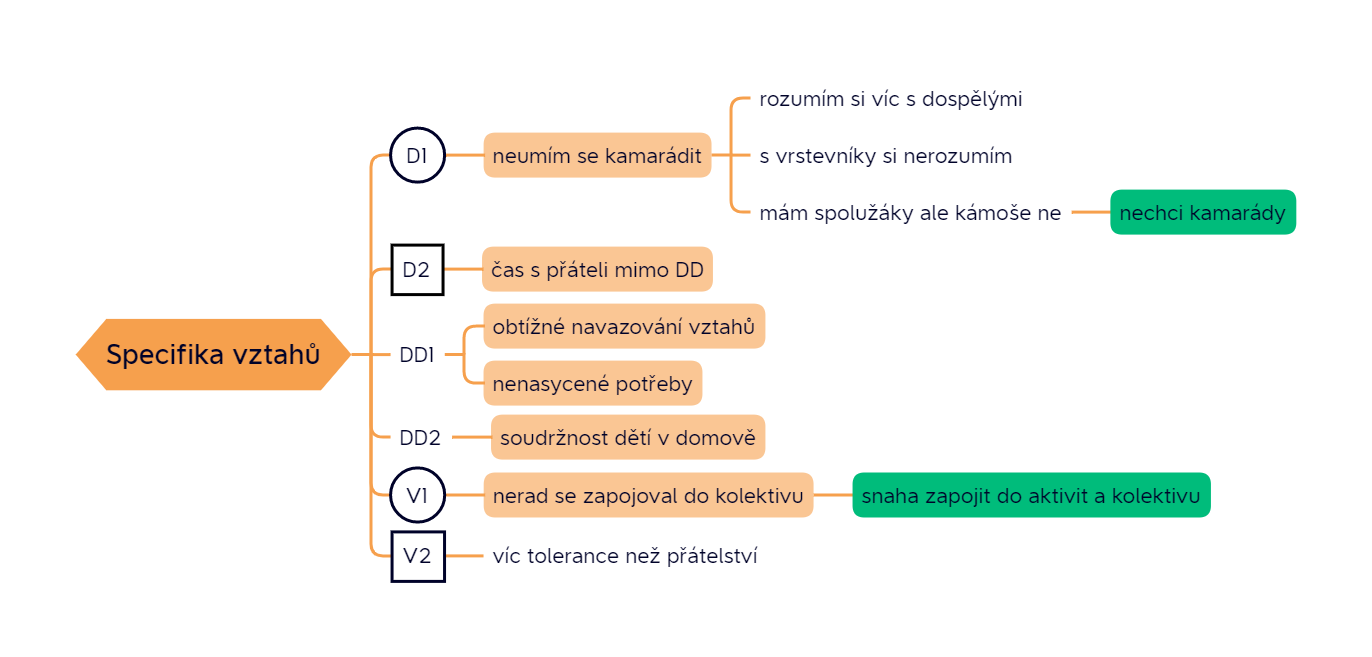 Specifika vztahů
D1
neumím se kamarádit
rozumím si víc s dospělými
s vrstevníky si nerozumím
mám spolužáky ale kámoše ne
nechci kamarády
D2
čas s přáteli mimo DD
DD1
obtížné navazování vztahů
nenasycené potřeby
DD2
soudržnost dětí v domově
V1
nerad se zapojoval do kolektivu
snaha zapojit do aktivit a kolektivu
V2
víc tolerance než přátelství